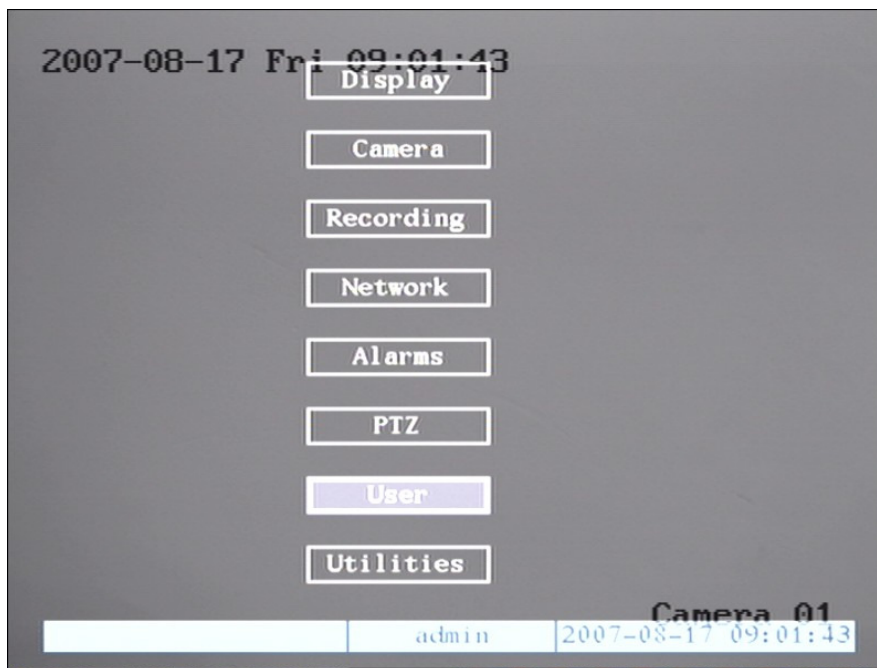 2007-08-17 Fri 09:01:43
Display
Camera
Recording
Network
Alarms
PTZ
User
Utilities
Camera 01
admin
2007-08-17 09:01:43